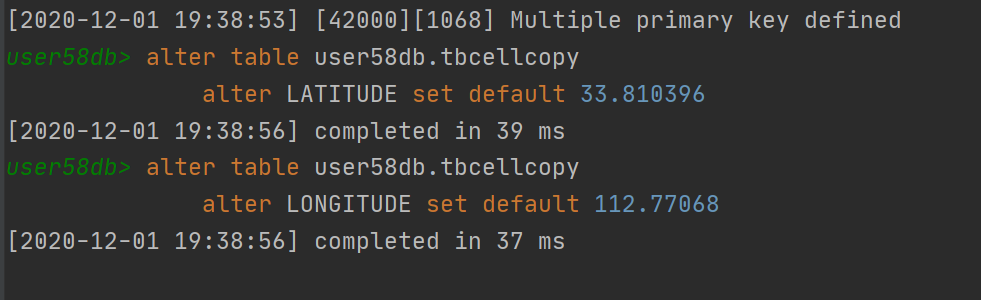 [2020-12-01 19:38:53] [42000][1068] Multiple primary key defined
user58db> alter table user58db.tbcellcopy
alter LATITUDE set default 33.810396
[2020-12-01 19:38:56] completed in 39 ms
user58db> alter table user58db.tbcellcopy
alter LONGITUDE set default 112.77068
[2020-12-01 19:38:56] completed in 37 ms